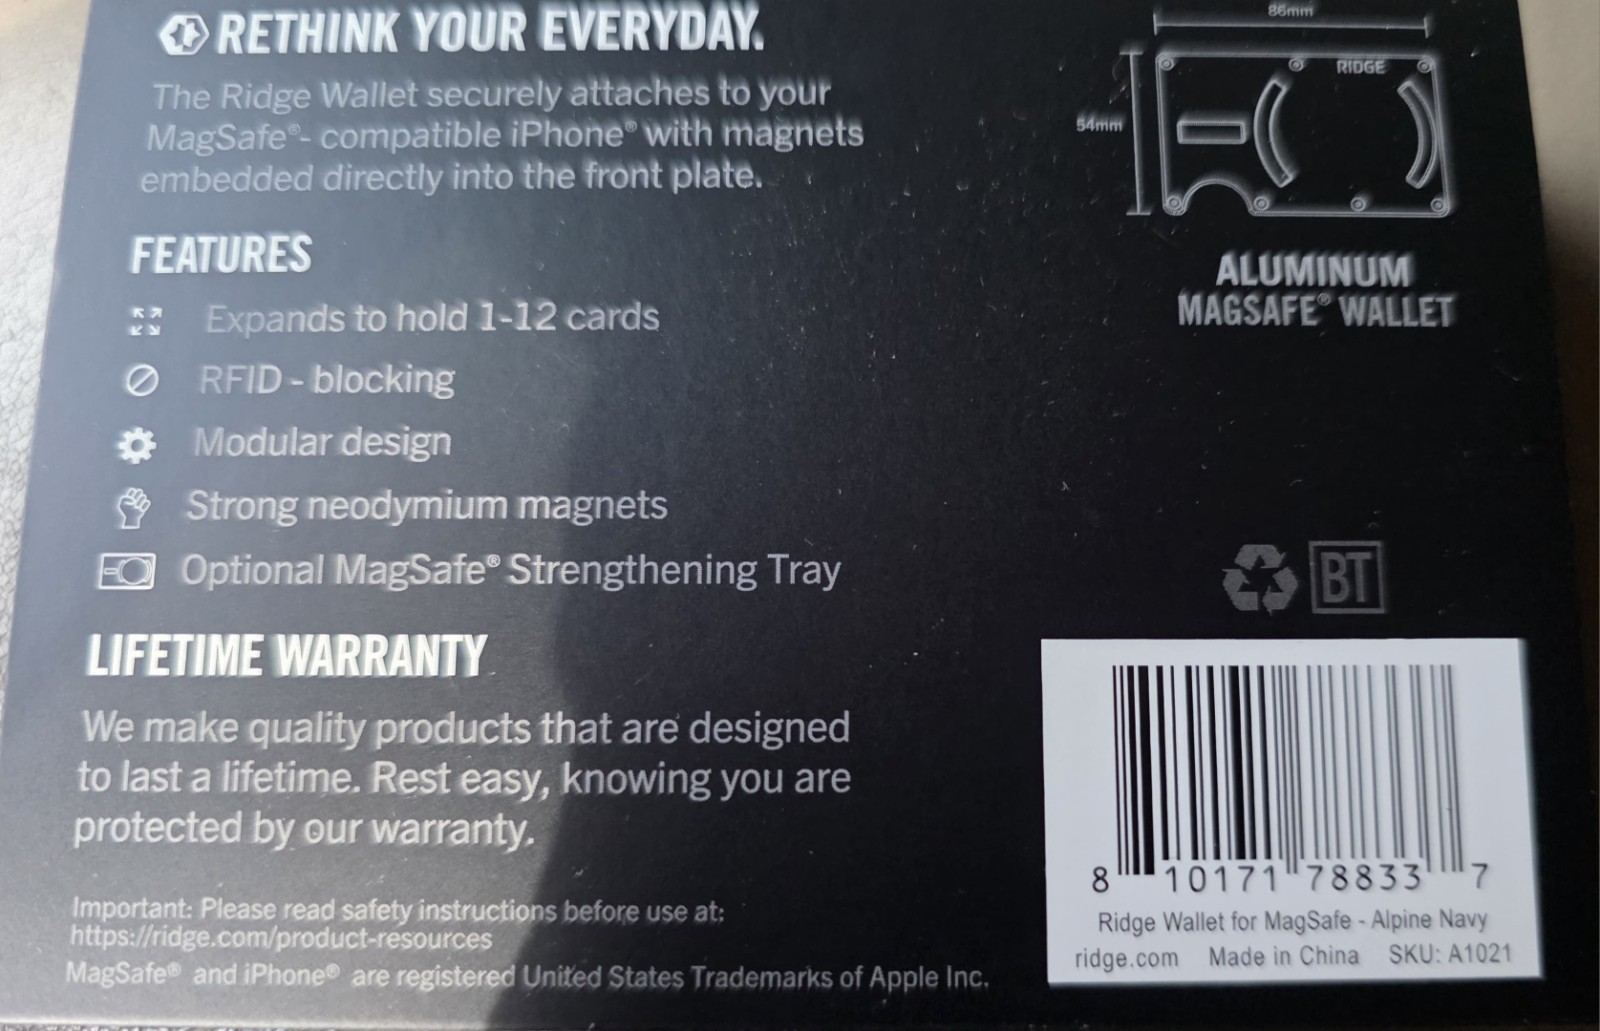 RETHINK YOUR EVERYDAY.
The Ridge Wallet securely attaches to your
MagSafe®- compatible iPhone® with magnets
embedded directly into the front plate.
FEATURES
Expands to hold 1-12 cards
RFID - blocking
Modular design
Strong neodymium magnets
Optional MagSafe® Strengthening Tray
LIFETIME WARRANTY
We make quality products that are designed
to last a lifetime. Rest easy, knowing you are
protected by our warranty.
Important: Please read safety instructions before use at:
https://ridge.com/product-resources
MagSafe® and iPhone® are registered United States Trademarks of Apple Inc.
86mm
54mm
RIDGE
ALUMINUM
MAGSAFE® WALLET
BT
8 10171 78833 7
Ridge Wallet for MagSafe - Alpine Navy
ridge.com Made in China SKU: A1021